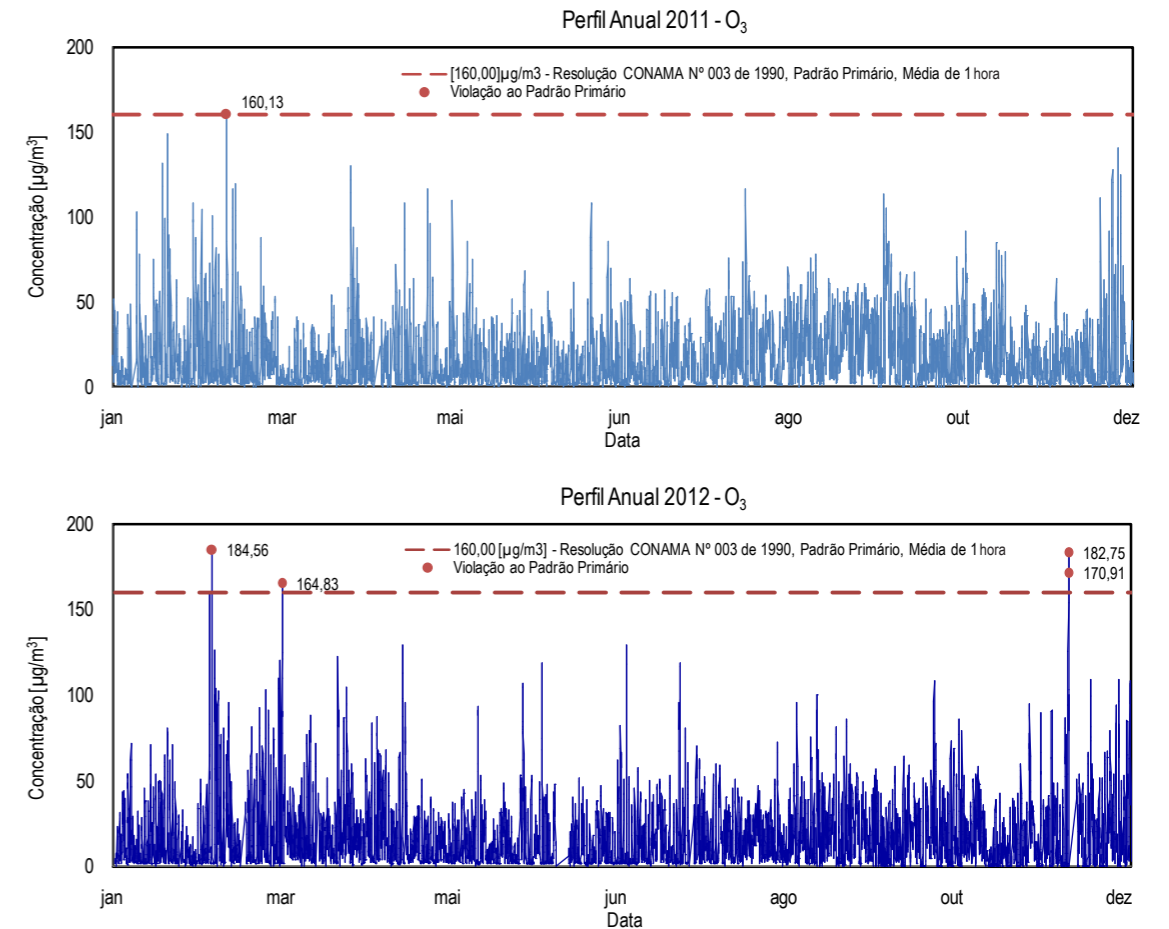 Perfil Anual 2011 - O₃
200
[160,00]µg/m3 - Resolução CONAMA Nº 003 de 1990, Padrão Primário, Média de 1 hora
Violação ao Padrão Primário
160,13
150
Concentração [µg/m³]
100
50
0
jan mar mai jun ago out dez
Data
Perfil Anual 2012 - O₃
200
160,00 [µg/m3] - Resolução CONAMA Nº 003 de 1990, Padrão Primário, Média de 1 hora
Violação ao Padrão Primário
184,56
164,83
182,75
170,91
150
Concentração [µg/m³]
100
50
0
jan mar mai jun ago out dez
Data